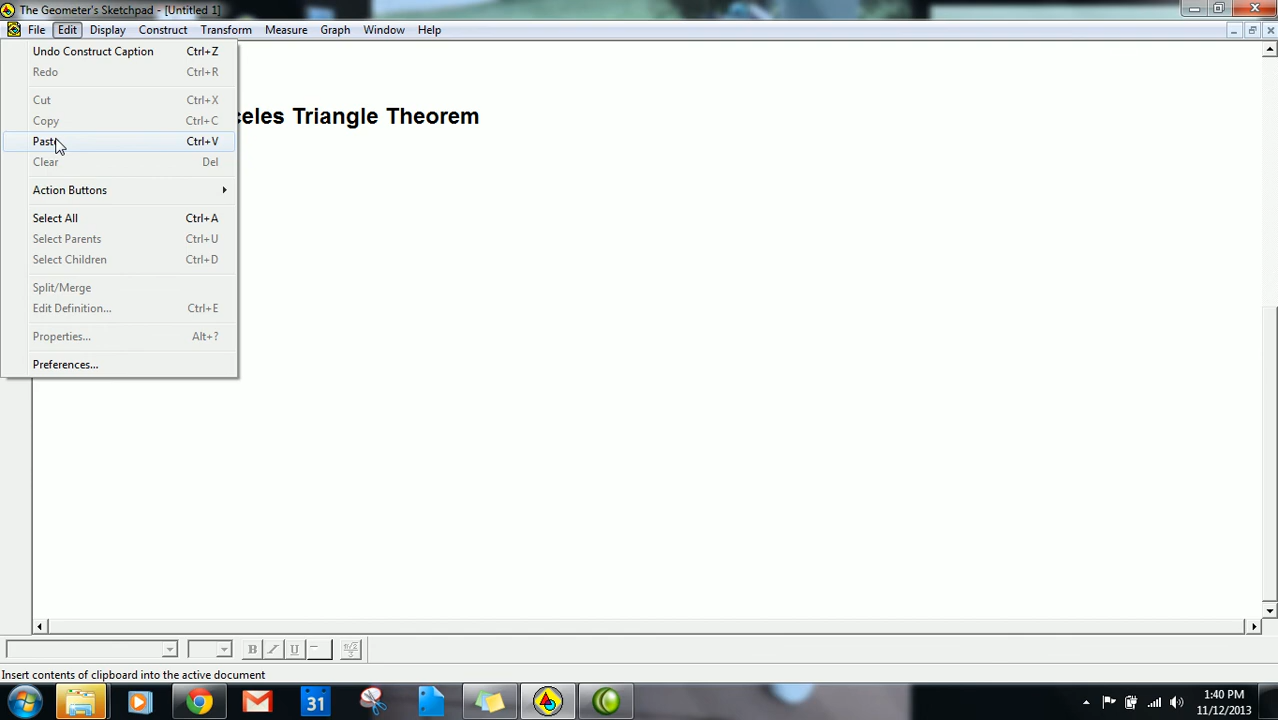 The Geometer's Sketchpad - [Untitled 1]
File Edit Display Construct Transform Measure Graph Window Help
Undo Construct Caption Ctrl+Z
Redo Ctrl+R
Cut Ctrl+X
Copy Ctrl+C
celes Triangle Theorem
Paste Ctrl+V
Clear Del
Action Buttons
Select All Ctrl+A
Select Parents Ctrl+U
Select Children Ctrl+D
Split/Merge
Edit Definition... Ctrl+E
Properties... Alt+?
Preferences...
B I U
Insert contents of clipboard into the active document
31
1:40 PM
11/12/2013